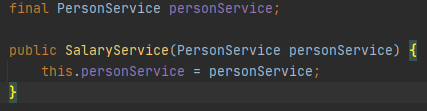 final PersonService personService;
public SalaryService(PersonService personService) {
this.personService = personService;
}